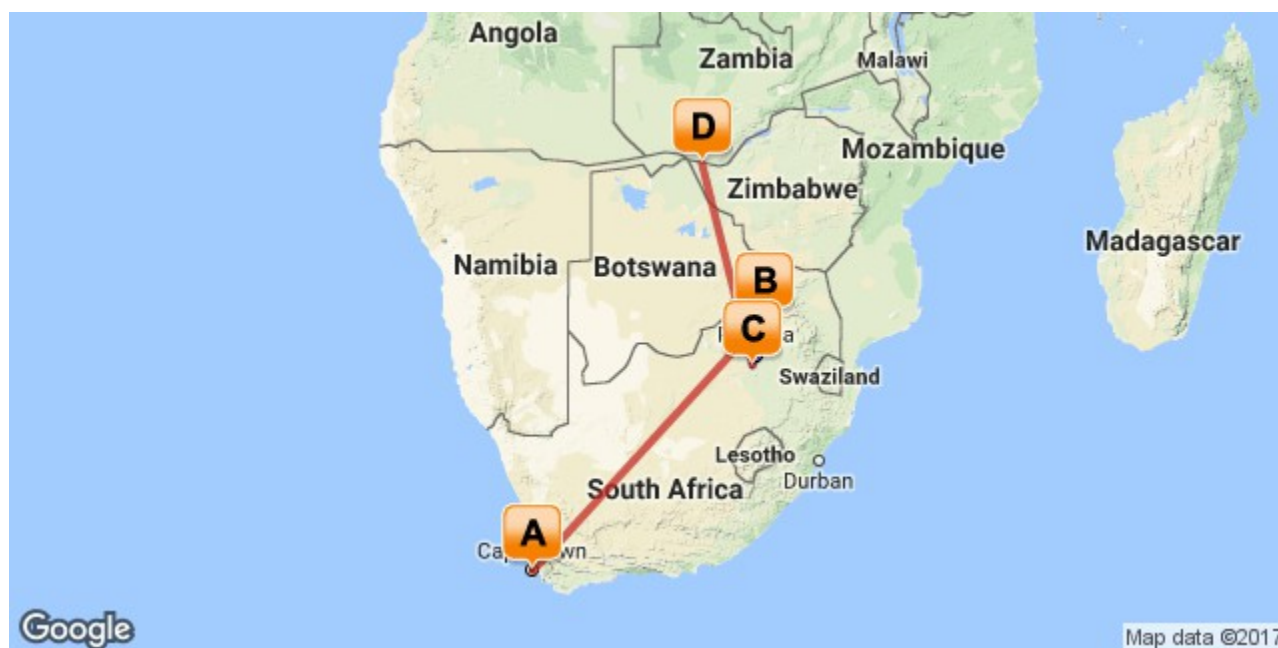 Angola
Zambia
Malawi
D
Mozambique
Zimbabwe
Madagascar
Namibia
Botswana
B
C
Swaziland
Lesotho
Durban
South Africa
A
Google
Map data ©2017